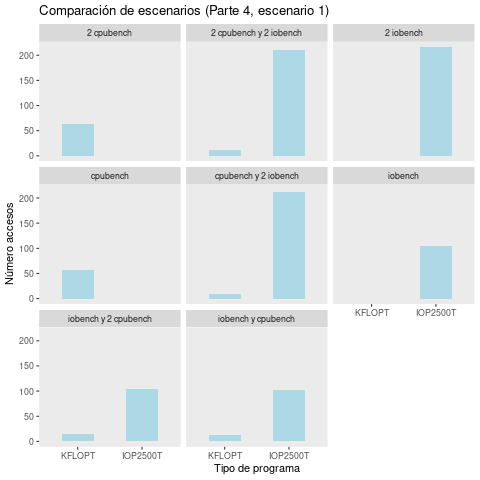 Comparación de escenarios (Parte 4, escenario 1)
2 cpubench
2 cpubench y 2 iobench
2 iobench
200
150
100
50
0
cpubench
cpubench y 2 iobench
iobench
200
150
100
50
0
Número accesos
KFLOPT
IOP2500T
iobench y 2 cpubench
iobench y cpubench
200
150
100
50
0
KFLOPT
IOP2500T
KFLOPT
IOP2500T
Tipo de programa